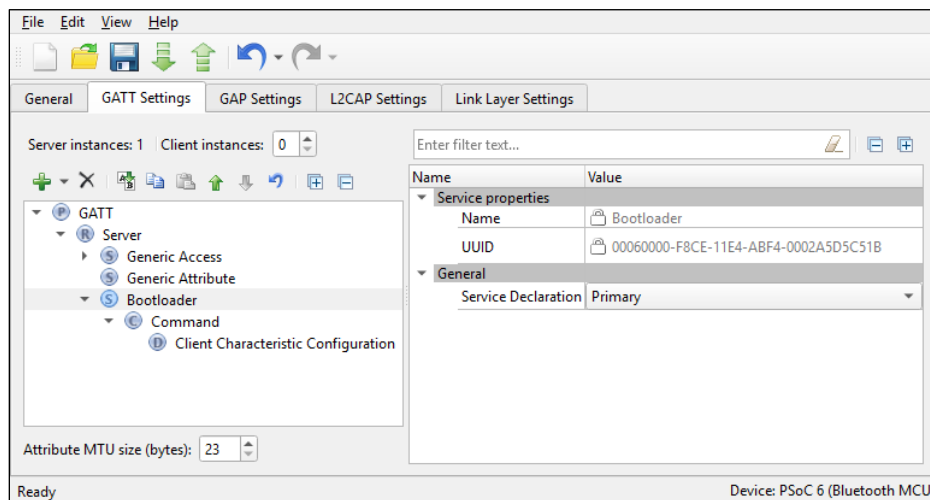 File Edit View Help
General GATT Settings GAP Settings L2CAP Settings Link Layer Settings
Server instances: 1 Client instances: 0
Enter filter text...
Name Value
Service properties
Name Bootloader
UUID 00060000-F8CE-11E4-ABF4-0002A5D5C51B
General
Service Declaration Primary
P GATT
R Server
S Generic Access
S Generic Attribute
S Bootloader
C Command
D Client Characteristic Configuration
Attribute MTU size (bytes): 23
Ready Device: PSoC 6 (Bluetooth MCU